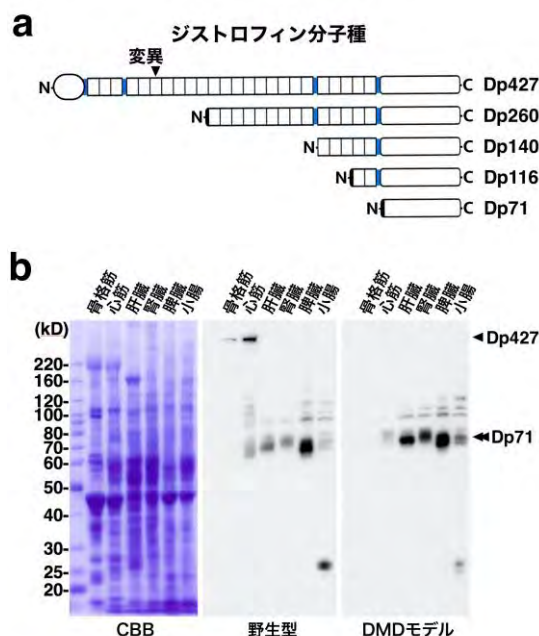 a
ジストロフィン分子種
変異
N C Dp427
N C Dp260
N C Dp140
N C Dp116
N C Dp71
b
骨格筋 心筋 肝臓 腎臓 脾臓 小腸 骨格筋 心筋 肝臓 腎臓 脾臓 小腸 骨格筋 心筋 肝臓 腎臓 脾臓 小腸
(kD)
Dp427
220-
160-
120-
100-
80-
70-
Dp71
60-
50-
40-
30-
25-
20-
CBB 野生型 DMDモデル